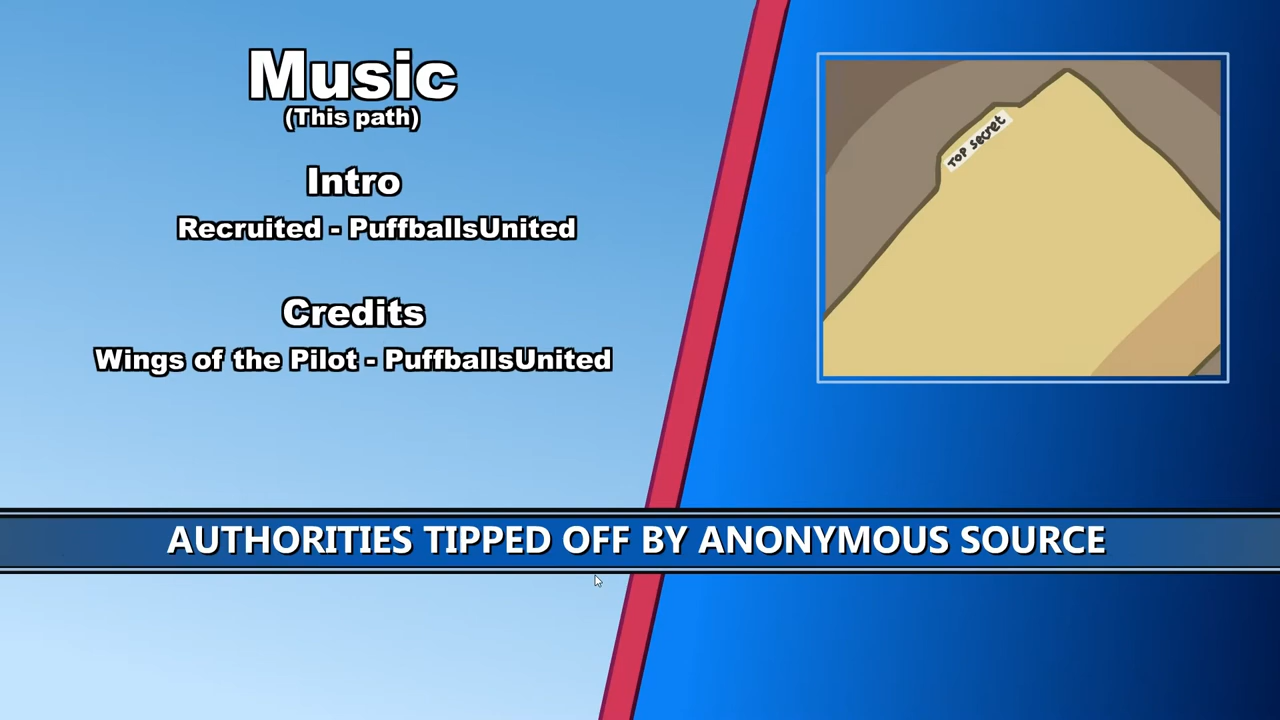 Music
(This path)
Intro
Recruited - PuffballsUnited
Credits
Wings of the Pilot - PuffballsUnited
TOP SECRET
AUTHORITIES TIPPED OFF BY ANONYMOUS SOURCE